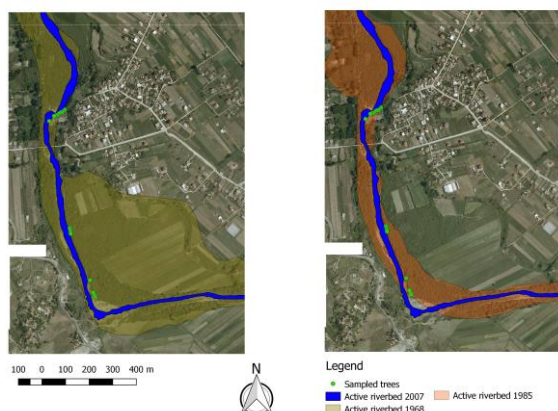 100 0 100 200 300 400 m
N
Legend
Sampled trees
Active riverbed 2007
Active riverbed 1985
Active riverbed 1968